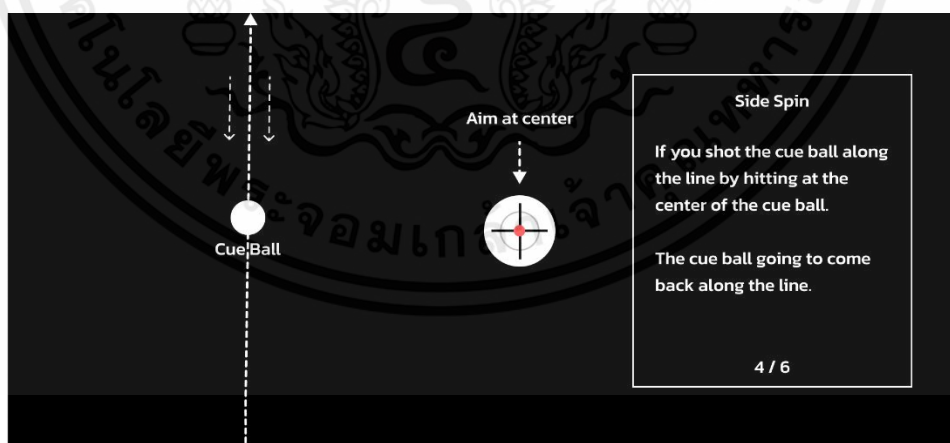 Aim at center
Cue Ball
Side Spin
If you shot the cue ball along
the line by hitting at the
center of the cue ball.
The cue ball going to come
back along the line.
4 / 6